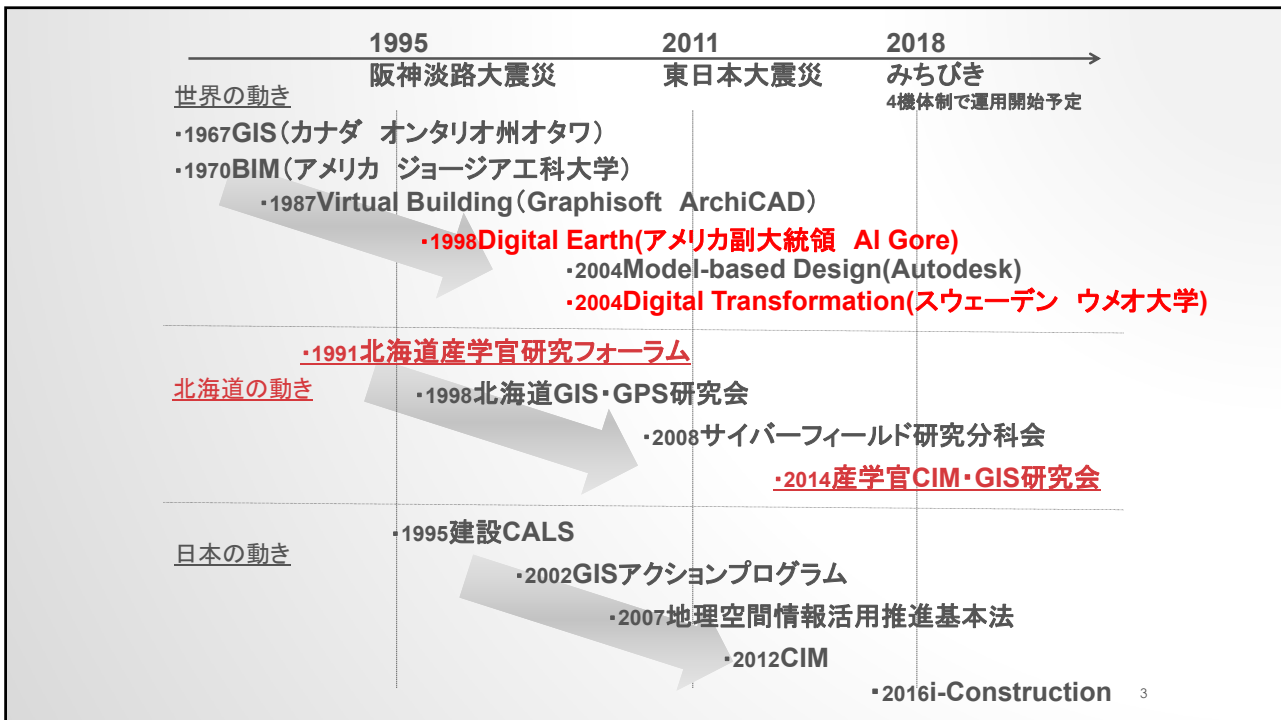 1995 2011 2018
阪神淡路大震災 東日本大震災 みちびき
4機体制で運用開始予定
世界の動き
・1967GIS(カナダ　オンタリオ州オタワ)
・1970BIM(アメリカ　ジョージア工科大学)
・1987Virtual Building(Graphisoft　ArchiCAD)
・1998Digital Earth(アメリカ副大統領　Al Gore)
・2004Model-based Design(Autodesk)
・2004Digital Transformation(スウェーデン　ウメオ大学)
・1991北海道産学官研究フォーラム
北海道の動き
・1998北海道GIS・GPS研究会
・2008サイバーフィールド研究分科会
・2014産学官CIM・GIS研究会
・1995建設CALS
日本の動き
・2002GISアクションプログラム
・2007地理空間情報活用推進基本法
・2012CIM
・2016i-Construction
3